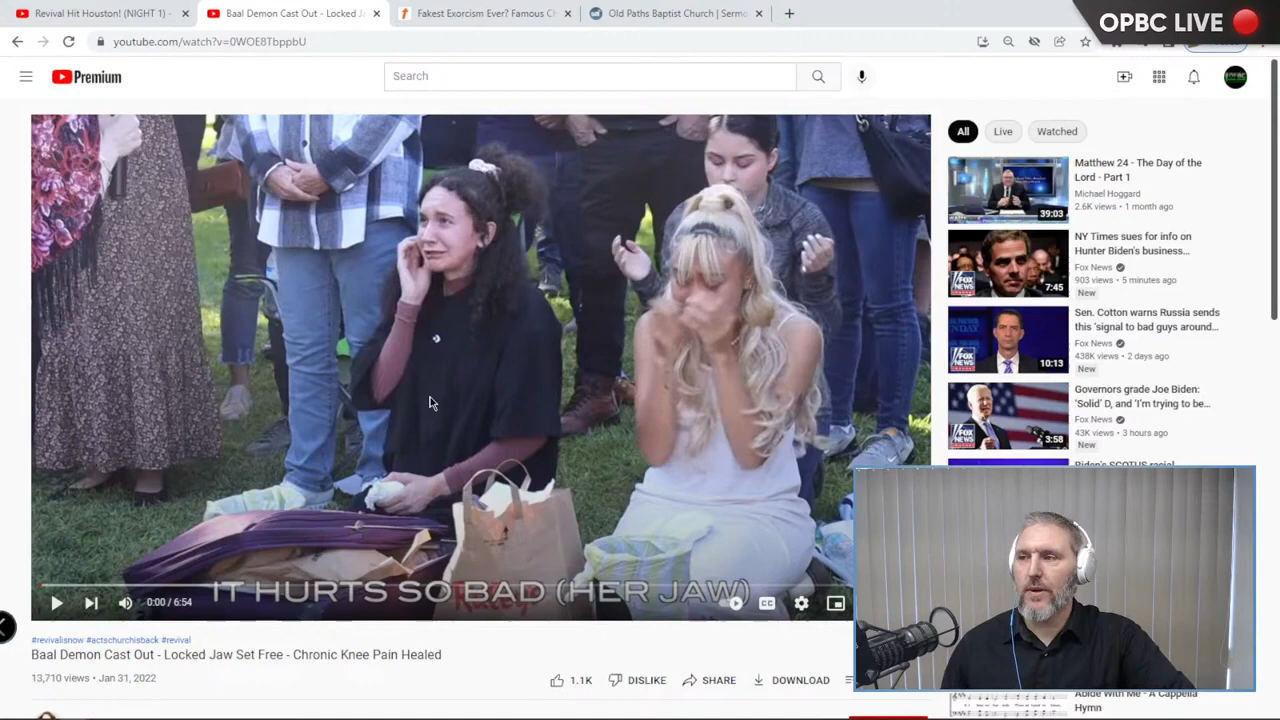 Revival Hit Houston! (NIGHT 1) -
Baal Demon Cast Out - Locked Ja
Fakest Exorcism Ever? Famous C
Old Paths Baptist Church | Sermo
OPBC LIVE
youtube.com/watch?v=0WOE8TbppbU
Premium
Search
All
Live
Watched
Matthew 24 - The Day of the
Lord - Part 1
Michael Hoggard
2.6K views • 1 month ago
39:03
NY Times sues for info on
Hunter Biden's business...
Fox News
903 views • 5 minutes ago
New
7:45
Sen. Cotton warns Russia sends
this 'signal to bad guys around...
Fox News
438K views • 2 days ago
New
10:13
Governors grade Joe Biden:
'Solid' D, and 'I'm trying to be...
Fox News
43K views • 3 hours ago
New
3:58
Biden's SCOTUS racial
IT HURTS SO BAD (HER JAW)
0:00 / 6:54
CC
#revivalisnow #actschurchisback #revival
Baal Demon Cast Out - Locked Jaw Set Free - Chronic Knee Pain Healed
13,710 views • Jan 31, 2022
1.1K
DISLIKE
SHARE
DOWNLOAD
Abide With Me - A Cappella
Hymn